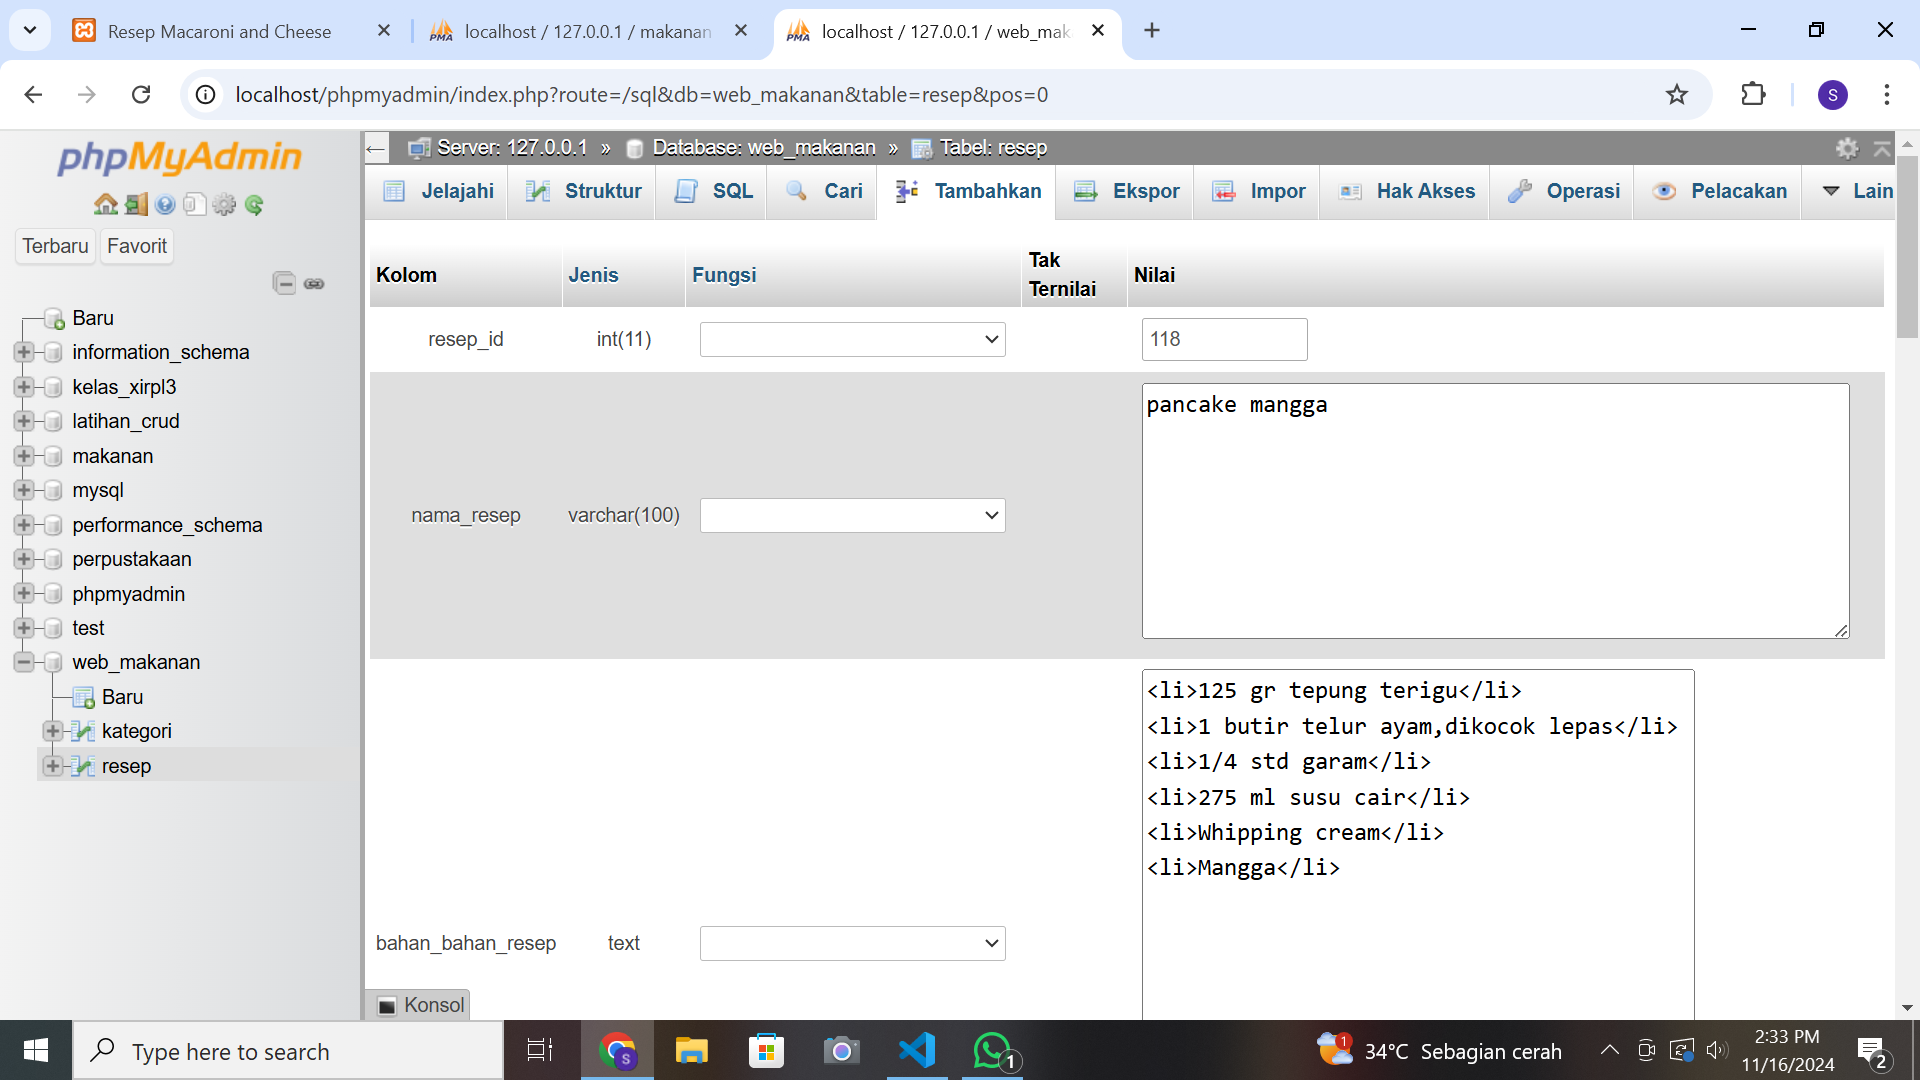 Resep Macaroni and Cheese
localhost / 127.0.0.1 / makanan
localhost / 127.0.0.1 / web_mak
localhost/phpmyadmin/index.php?route=/sql&db=web_makanan&table=resep&pos=0
S
phpMyAdmin
Terbaru
Favorit
Baru
information_schema
kelas_xirpl3
latihan_crud
makanan
mysql
performance_schema
perpustakaan
phpmyadmin
test
web_makanan
Baru
kategori
resep
Server: 127.0.0.1 » Database: web_makanan » Tabel: resep
Jelajahi Struktur SQL Cari Tambahkan Ekspor Impor Hak Akses Operasi Pelacakan Lain
Kolom Jenis Fungsi Tak Ternilai Nilai
resep_id int(11) 118
nama_resep varchar(100) pancake mangga
bahan_bahan_resep text
<li>125 gr tepung terigu</li>
<li>1 butir telur ayam,dikocok lepas</li>
<li>1/4 std garam</li>
<li>275 ml susu cair</li>
<li>Whipping cream</li>
<li>Mangga</li>
Konsol
Type here to search
S
1
1
34°C Sebagian cerah
2:33 PM
11/16/2024
2